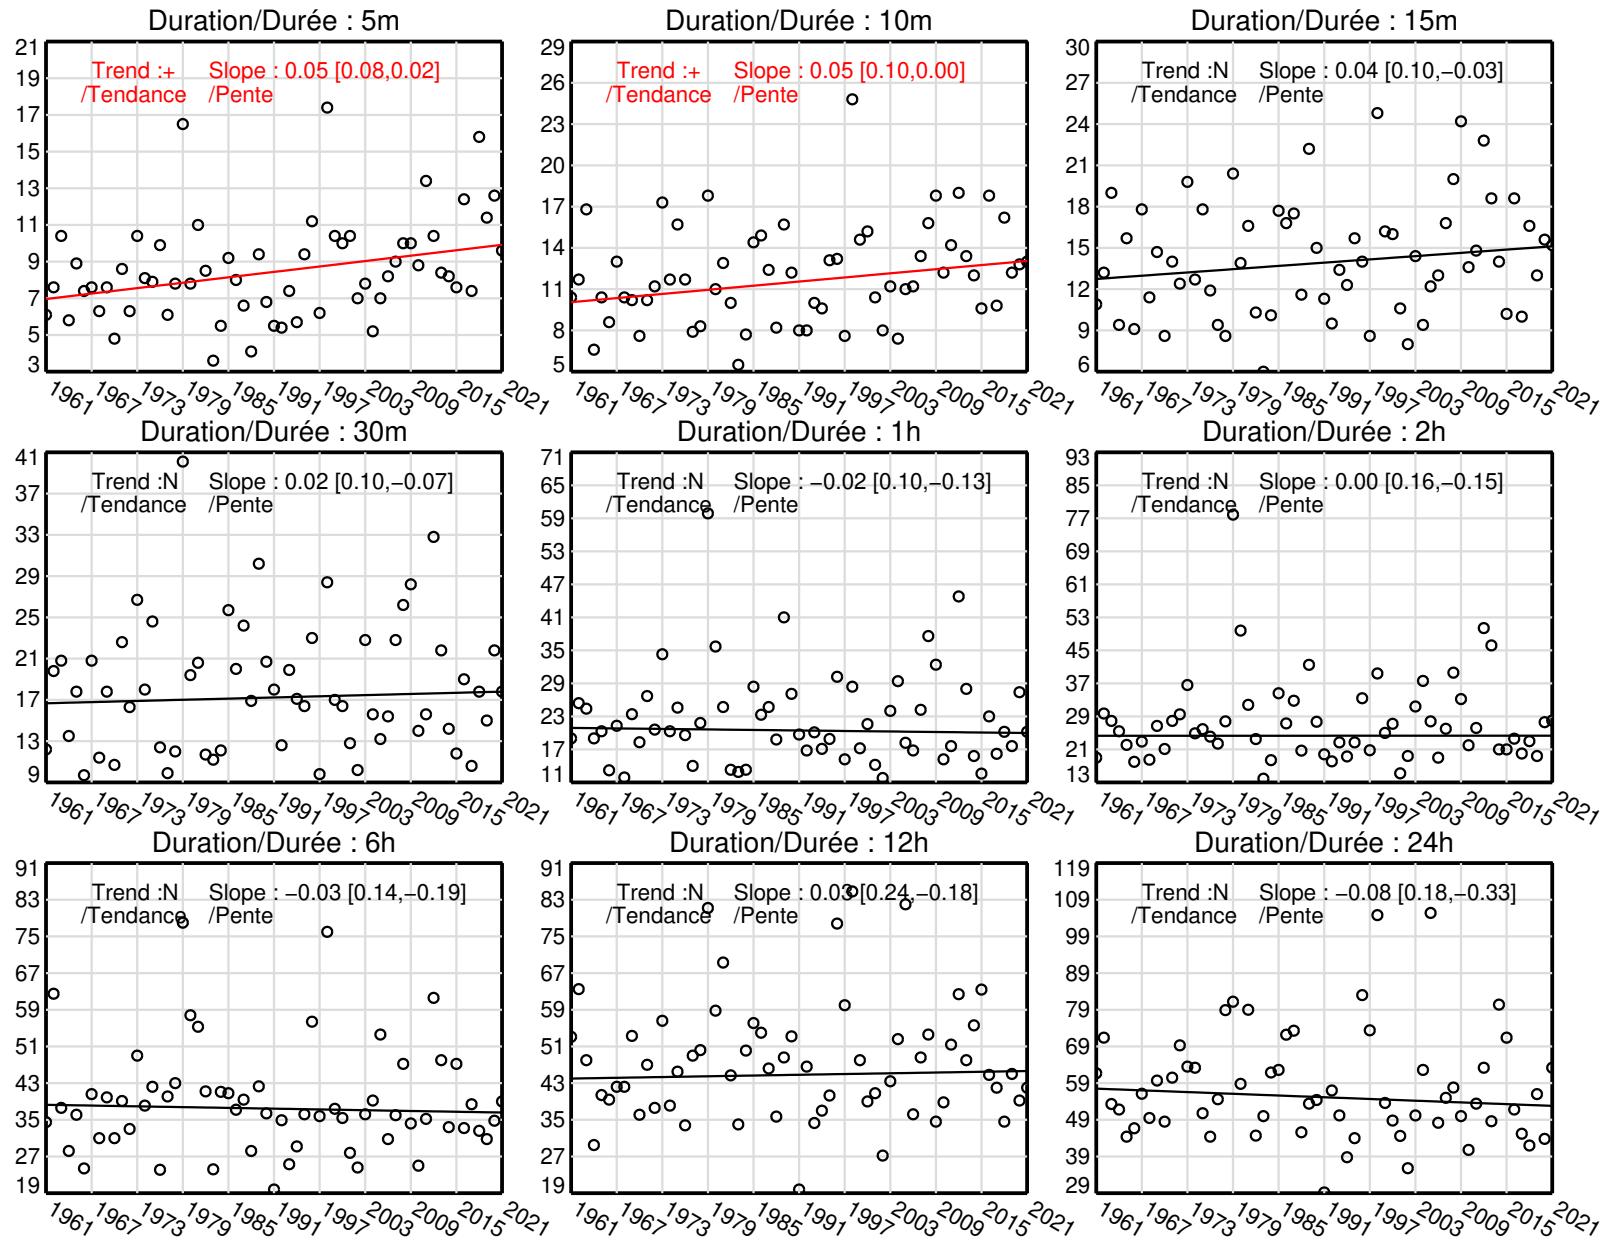 Duration/Durée : 5m
Duration/Durée : 10m
Duration/Durée : 15m
21
19
17
15
13
11
9
7
5
3
Trend :+ Slope : 0.05 [0.08,0.02]
/Tendance /Pente
1961 1967 1973 1979 1985 1991 1997 2003 2009 2015 2021
29
26
23
20
17
14
11
8
5
Trend :+ Slope : 0.05 [0.10,0.00]
/Tendance /Pente
1961 1967 1973 1979 1985 1991 1997 2003 2009 2015 2021
30
27
24
21
18
15
12
9
6
Trend :N Slope : 0.04 [0.10,−0.03]
/Tendance /Pente
1961 1967 1973 1979 1985 1991 1997 2003 2009 2015 2021
Duration/Durée : 30m
Duration/Durée : 1h
Duration/Durée : 2h
41
37
33
29
25
21
17
13
9
Trend :N Slope : 0.02 [0.10,−0.07]
/Tendance /Pente
1961 1967 1973 1979 1985 1991 1997 2003 2009 2015 2021
71
65
59
53
47
41
35
29
23
17
11
Trend :N Slope : −0.02 [0.10,−0.13]
/Tendance /Pente
1961 1967 1973 1979 1985 1991 1997 2003 2009 2015 2021
93
85
77
69
61
53
45
37
29
21
13
Trend :N Slope : 0.00 [0.16,−0.15]
/Tendance /Pente
1961 1967 1973 1979 1985 1991 1997 2003 2009 2015 2021
Duration/Durée : 6h
Duration/Durée : 12h
Duration/Durée : 24h
91
83
75
67
59
51
43
35
27
19
Trend :N Slope : −0.03 [0.14,−0.19]
/Tendance /Pente
1961 1967 1973 1979 1985 1991 1997 2003 2009 2015 2021
91
83
75
67
59
51
43
35
27
19
Trend :N Slope : 0.03 [0.24,−0.18]
/Tendance /Pente
1961 1967 1973 1979 1985 1991 1997 2003 2009 2015 2021
119
109
99
89
79
69
59
49
39
29
Trend :N Slope : −0.08 [0.18,−0.33]
/Tendance /Pente
1961 1967 1973 1979 1985 1991 1997 2003 2009 2015 2021